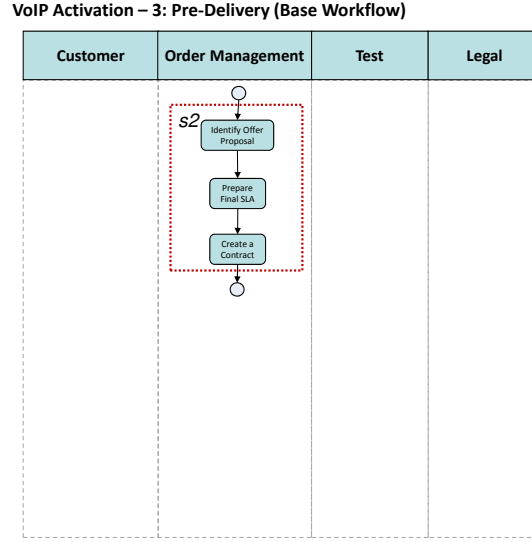 VoIP Activation – 3: Pre-Delivery (Base Workflow)
Customer Order Management Test Legal
s2
Identify Offer
Proposal
Prepare
Final SLA
Create a
Contract